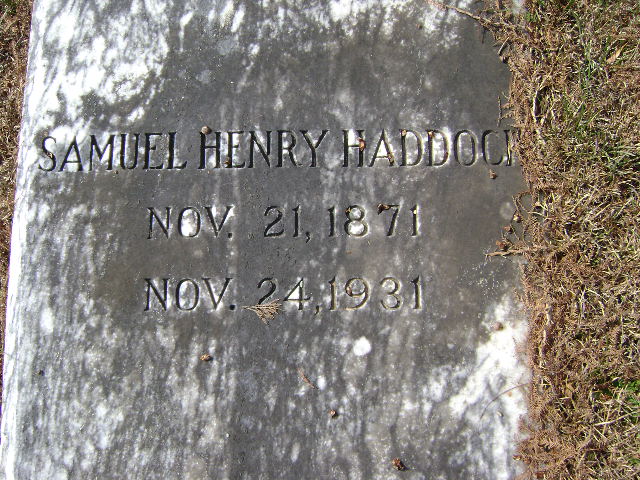 SAMUEL HENRY HADDOCK
NOV. 21, 1871
NOV. 24, 1931